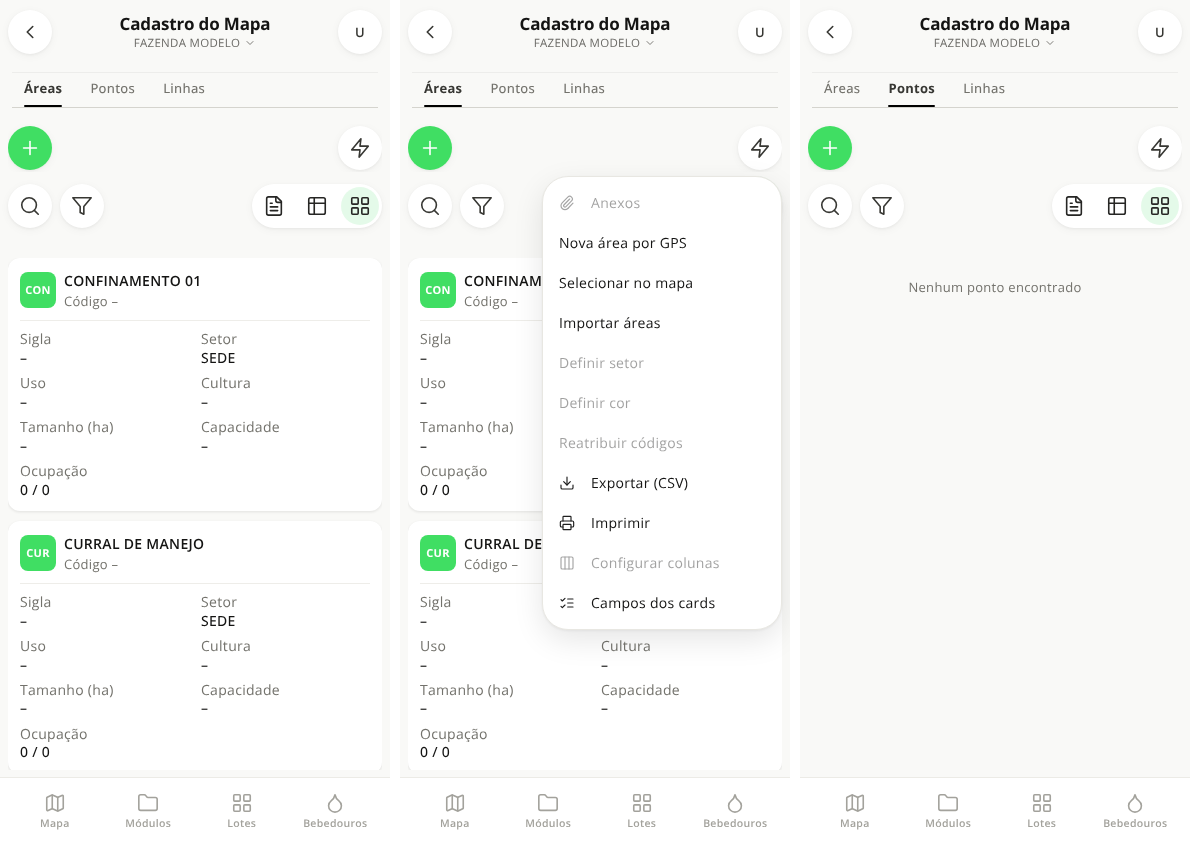 Cadastro do Mapa
FAZENDA MODELO
U
Áreas Pontos Linhas
CON
CONFINAMENTO 01
Código –
Sigla Setor
– SEDE
Uso Cultura
– –
Tamanho (ha) Capacidade
– –
Ocupação
0 / 0
CUR
CURRAL DE MANEJO
Código –
Sigla Setor
– SEDE
Uso Cultura
– –
Tamanho (ha) Capacidade
– –
Ocupação
0 / 0
Mapa Módulos Lotes Bebedouros
Cadastro do Mapa
FAZENDA MODELO
U
Áreas Pontos Linhas
Anexos
Nova área por GPS
Selecionar no mapa
Importar áreas
Definir setor
Definir cor
Reatribuir códigos
Exportar (CSV)
Imprimir
Configurar colunas
Campos dos cards
CON
CONFINAM
Código –
Sigla
–
Uso
–
Tamanho (ha)
–
Ocupação
0 / 0
CUR
CURRAL DE
Código –
Sigla
–
Uso Cultura
– –
Tamanho (ha) Capacidade
– –
Ocupação
0 / 0
Mapa Módulos Lotes Bebedouros
Cadastro do Mapa
FAZENDA MODELO
U
Áreas Pontos Linhas
Nenhum ponto encontrado
Mapa Módulos Lotes Bebedouros